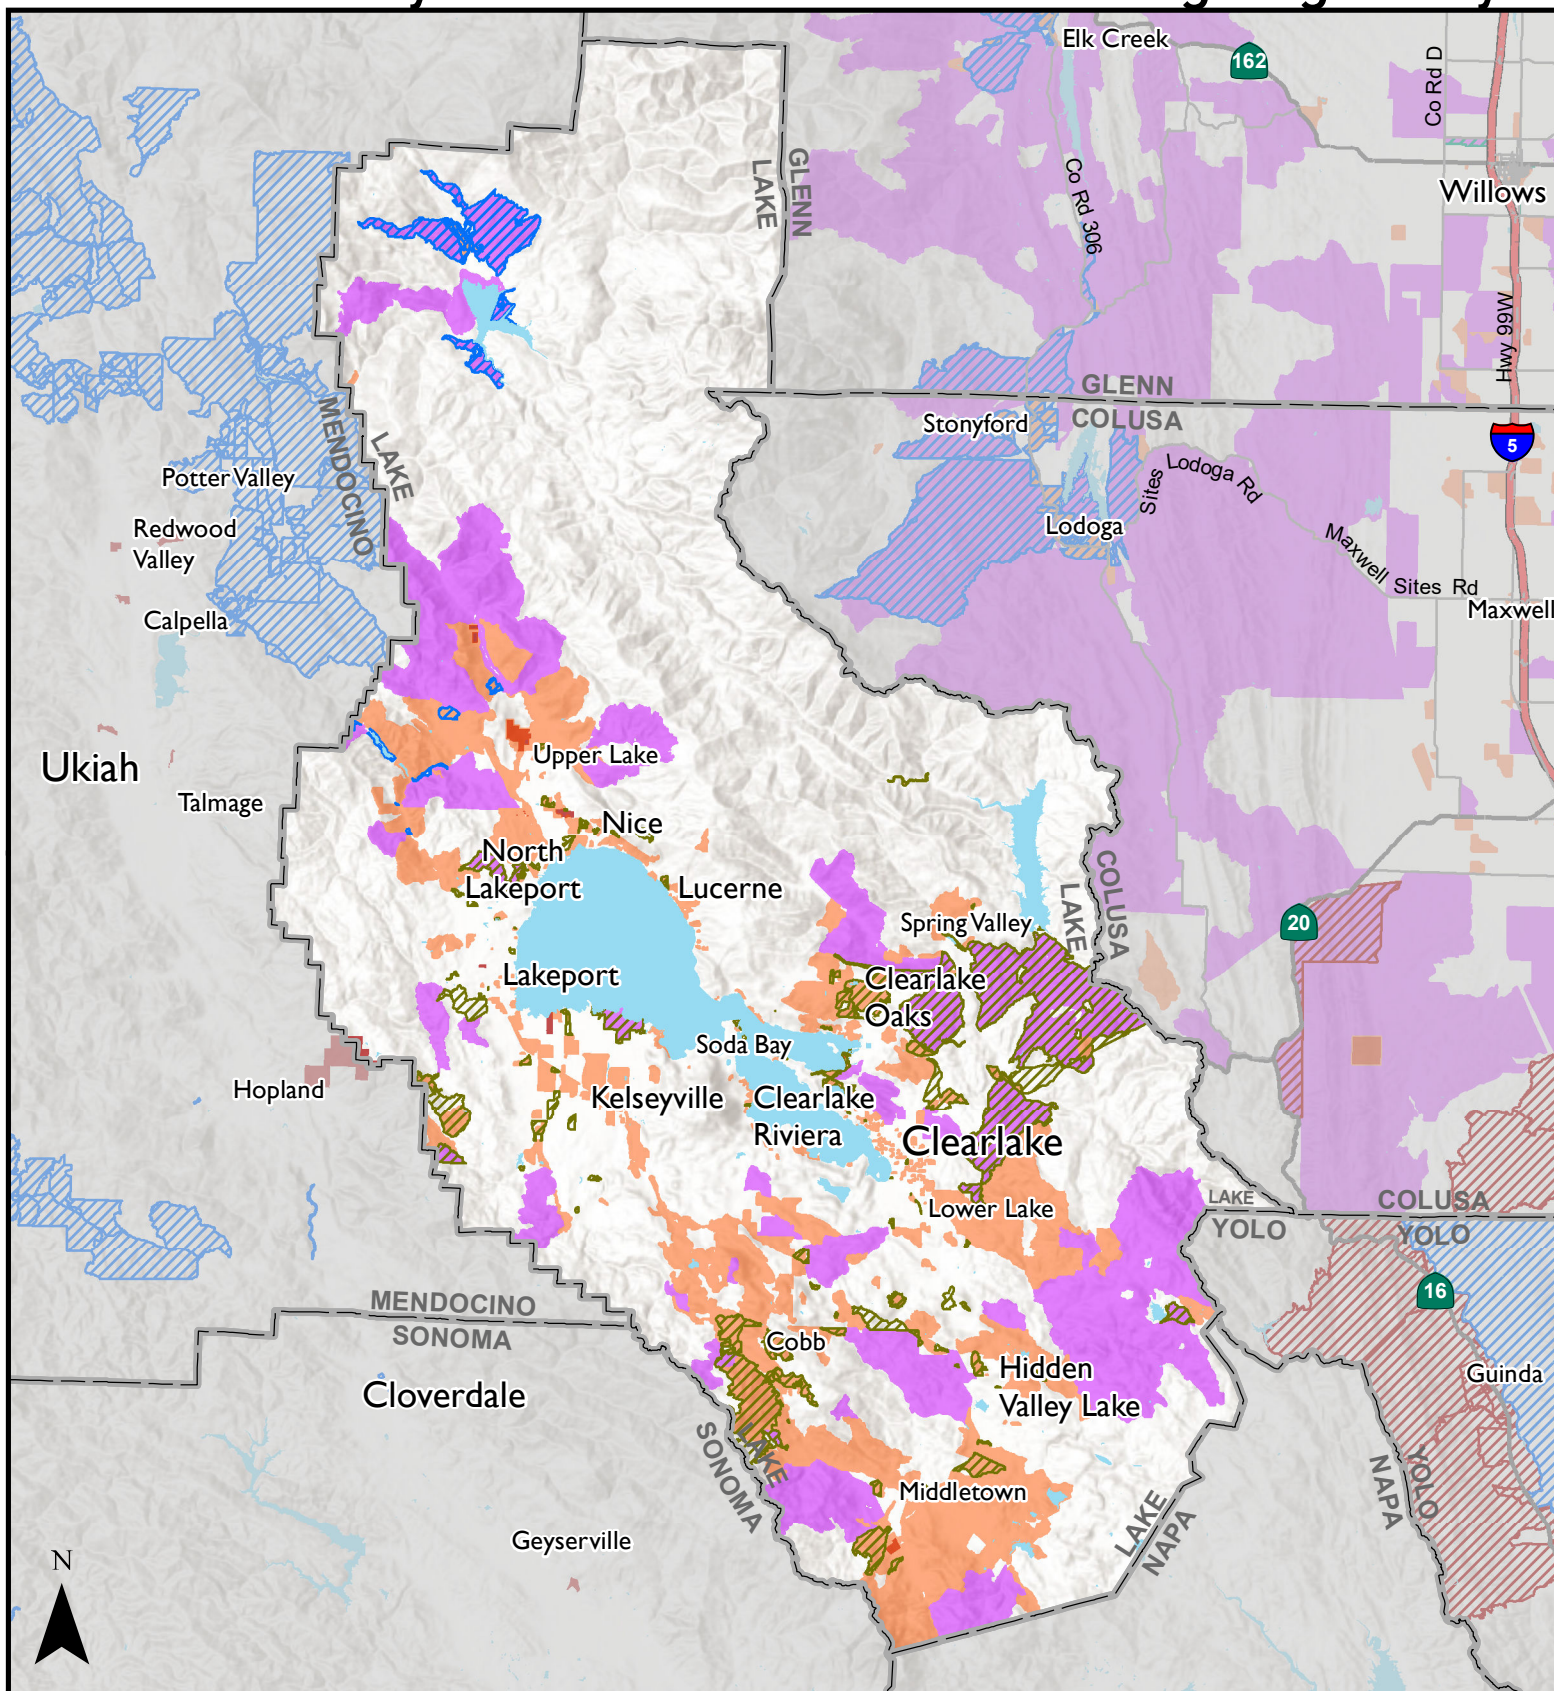 Elk Creek
162
Co Rd D
GLENN
LAKE
Co Rd 306
Willows
Hwy 99W
GLENN
COLUSA
Stonyford
5
MENDOCINO
LAKE
Potter Valley
Redwood
Valley
Calpella
Lodoga
Sites
Lodoga Rd
Maxwell
Sites Rd
Maxwell
Ukiah
Talmage
Upper Lake
Nice
North
Lakeport
Lucerne
Spring Valley
COLUSA
LAKE
20
Lakeport
Clearlake
Oaks
Soda Bay
Hopland
Kelseyville
Clearlake
Riviera
Clearlake
Lower Lake
LAKE
YOLO
COLUSA
YOLO
16
MENDOCINO
SONOMA
Cobb
Cloverdale
Hidden
Valley Lake
Guinda
LAKE
SONOMA
Middletown
LAKE
NAPA
YOLO
NAPA
Geyserville
N